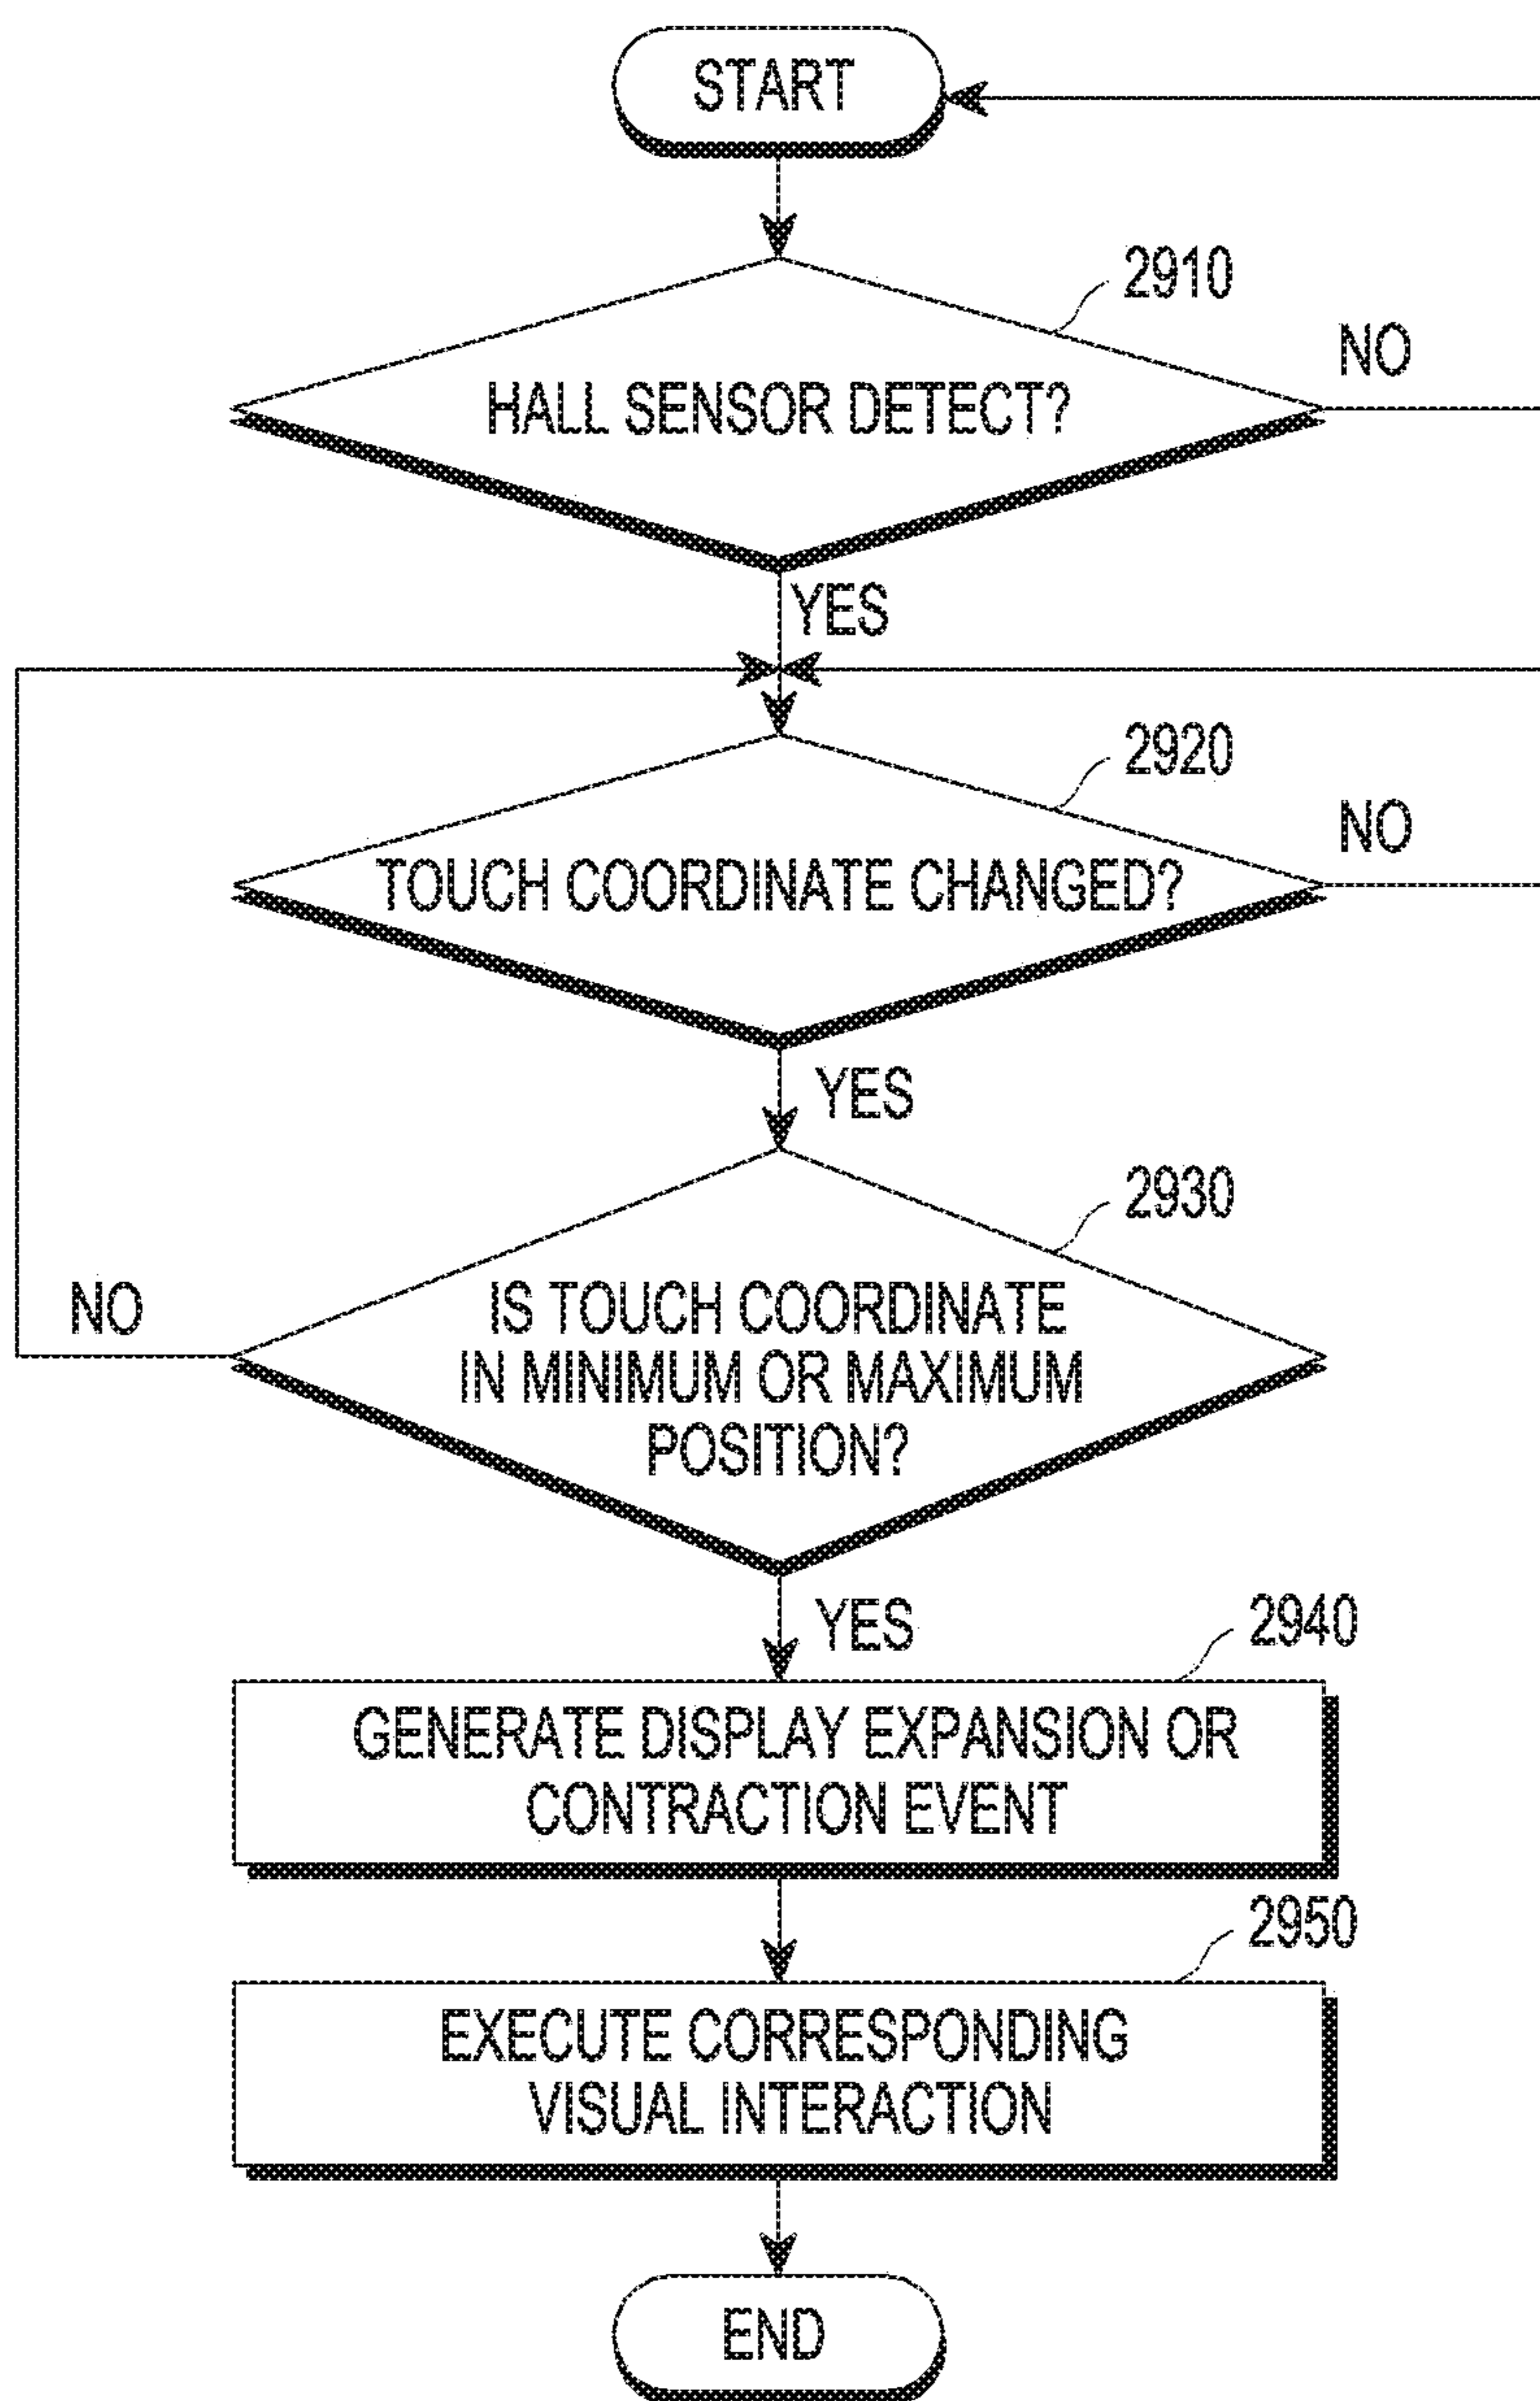 START
2910
NO
HALL SENSOR DETECT?
YES
2920
NO
TOUCH COORDINATE CHANGED?
YES
2930
NO
IS TOUCH COORDINATE
IN MINIMUM OR MAXIMUM
POSITION?
YES
2940
GENERATE DISPLAY EXPANSION OR
CONTRACTION EVENT
2950
EXECUTE CORRESPONDING
VISUAL INTERACTION
END